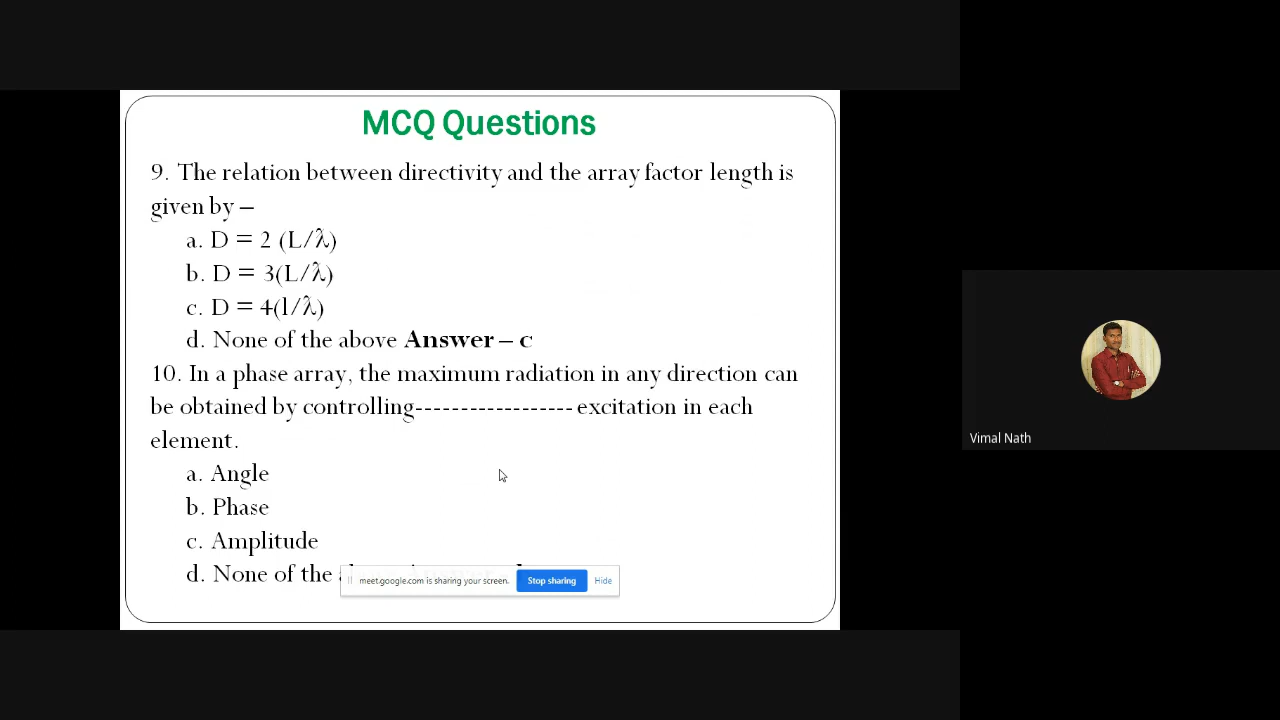 MCQ Questions
9. The relation between directivity and the array factor length is
given by –
a. D = 2 (L/λ)
b. D = 3(L/λ)
c. D = 4(l/λ)
d. None of the above Answer – c
10. In a phase array, the maximum radiation in any direction can
be obtained by controlling------------------ excitation in each
element.
a. Angle
b. Phase
c. Amplitude
d. None of the
meet.google.com is sharing your screen. Stop sharing Hide
Vimal Nath